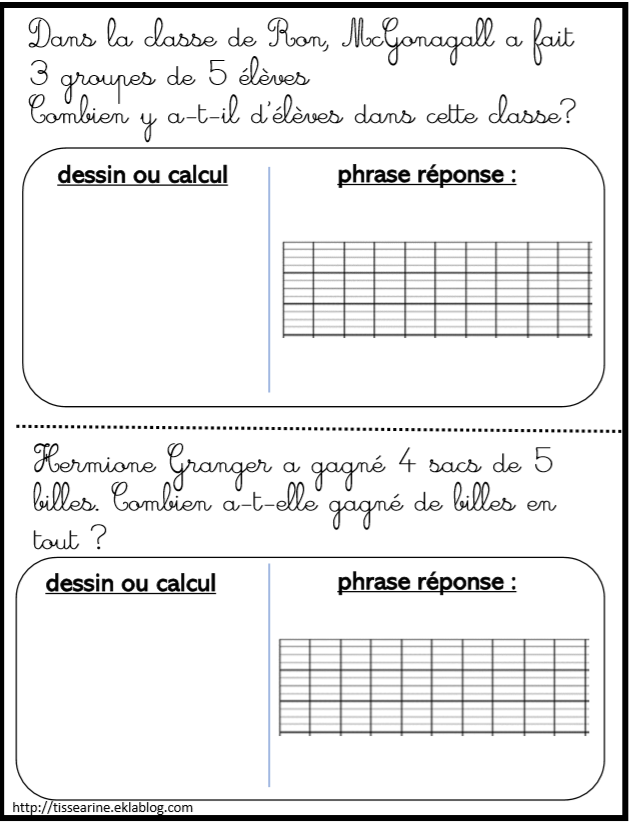 Dans la classe de Ron, McGonagall a fait
3 groupes de 5 élèves
Combien y a-t-il d'élèves dans cette classe?
dessin ou calcul
phrase réponse :
Hermione Granger a gagné 4 sacs de 5
billes. Combien a-t-elle gagné de billes en
tout ?
dessin ou calcul
phrase réponse :
http://tissearine.eklablog.com